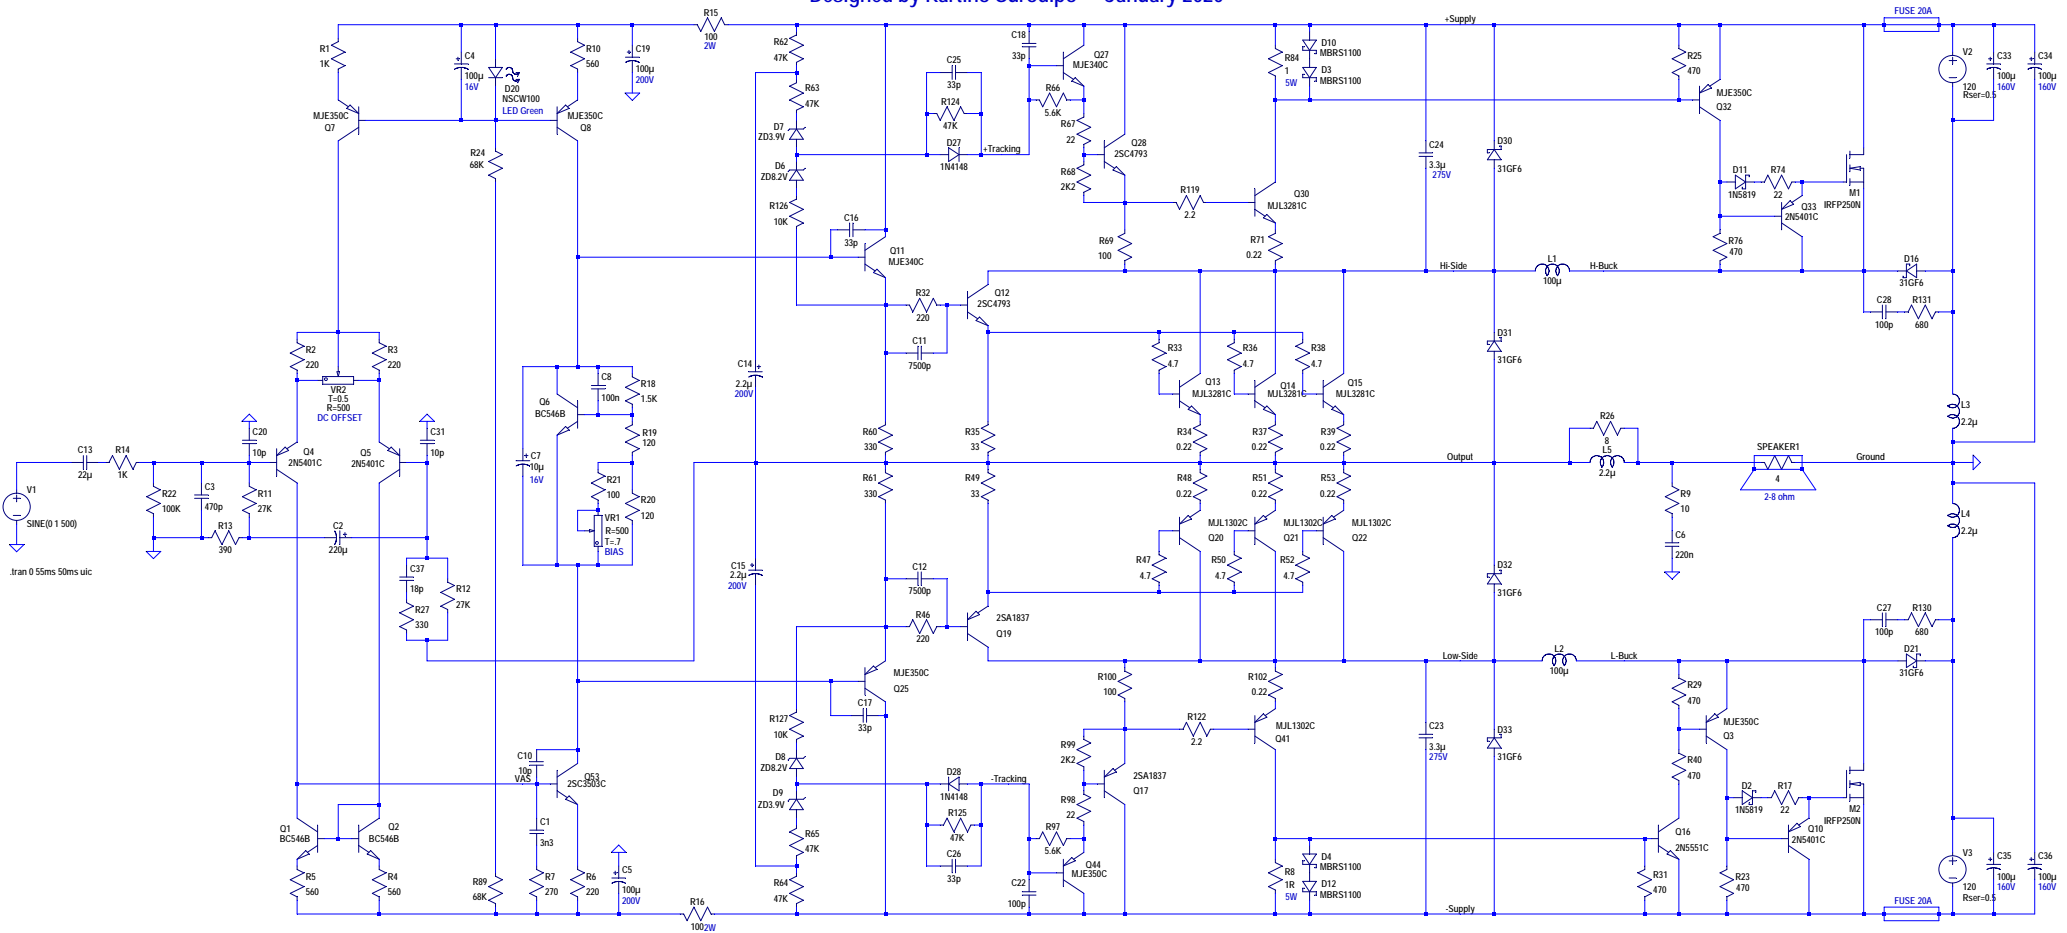 Designed by Kartino Surodipo - January 2020
R15
100
2W
+Supply
FUSE 20A
R1
1K
C4
100µ
16V
D20
NSCW100
LED Green
R10
560
C19
100µ
200V
R62
47K
C18
33p
Q27
MJE340C
D10
MBRS1100
R84
1
5W
D3
MBRS1100
R25
470
V2
120
Rser=0.5
C33
100µ
160V
C34
100µ
160V
C25
33p
R124
47K
D27
1N4148
+Tracking
R63
47K
R66
5.6K
R67
22
MJE350C
Q7
MJE350C
Q8
D7
ZD3.9V
D6
ZD8.2V
R126
10K
Q28
2SC4793
R68
2K2
MJE350C
Q32
C24
3.3µ
275V
D30
31GF6
R24
68K
R119
2.2
Q30
MJL3281C
D11
1N5819
R74
22
M1
IRFP250N
Q33
2N5401C
C16
33p
Q11
MJE340C
R69
100
R71
0.22
R76
470
Hi-Side
L1
100µ
H-Buck
D16
31GF6
R32
220
Q12
2SC4793
C28
100p
R131
680
C11
7500p
D31
31GF6
R2
220
R3
220
VR2
T=0.5
R=500
DC OFFSET
C14
2.2µ
200V
R33
4.7
R36
4.7
R38
4.7
Q13
MJL3281C
Q14
MJL3281C
Q15
MJL3281C
C8
100n
R18
1.5K
Q6
BC546B
L3
2.2µ
C20
10p
C31
10p
R19
120
R60
330
R35
33
R34
0.22
R37
0.22
R39
0.22
R26
8
L5
2.2µ
SPEAKER1
4
2-8 ohm
Output
Ground
C13
22µ
R14
1K
Q4
2N5401C
Q5
2N5401C
C7
10µ
16V
R61
330
R49
33
R48
0.22
R51
0.22
R53
0.22
V1
SINE(0 1 500)
R22
100K
C3
470p
R11
27K
R13
390
C2
220µ
R21
100
R20
120
VR1
R=500
T=.7
BIAS
R9
10
C6
220n
L4
2.2µ
MJL1302C
Q20
MJL1302C
Q21
MJL1302C
Q22
.tran 0 55ms 50ms uic
C37
18p
R27
330
R12
27K
C15
2.2µ
200V
C12
7500p
R47
4.7
R50
4.7
R52
4.7
D32
31GF6
R46
220
2SA1837
Q19
C27
100p
R130
680
Low-Side
L2
100µ
L-Buck
D21
31GF6
MJE350C
Q25
C17
33p
R100
100
R102
0.22
R29
470
R127
10K
R122
2.2
MJL1302C
Q41
C23
3.3µ
275V
D33
31GF6
MJE350C
Q3
C10
10p
VAS
Q53
2SC3503C
D8
ZD8.2V
D9
ZD3.9V
R99
2K2
D28
1N4148
-Tracking
2SA1837
Q17
R40
470
R125
47K
C26
33p
R98
22
D2
1N5819
R17
22
M2
IRFP250N
Q1
BC546B
Q2
BC546B
C1
3n3
R65
47K
R97
5.6K
Q44
MJE350C
Q16
2N5551C
Q10
2N5401C
R5
560
R4
560
R89
68K
R7
270
R6
220
C5
100µ
200V
R64
47K
C22
100p
R8
1R
5W
D4
MBRS1100
D12
MBRS1100
R31
470
R23
470
V3
120
Rser=0.5
C35
100µ
160V
C36
100µ
160V
R16
100
2W
-Supply
FUSE 20A